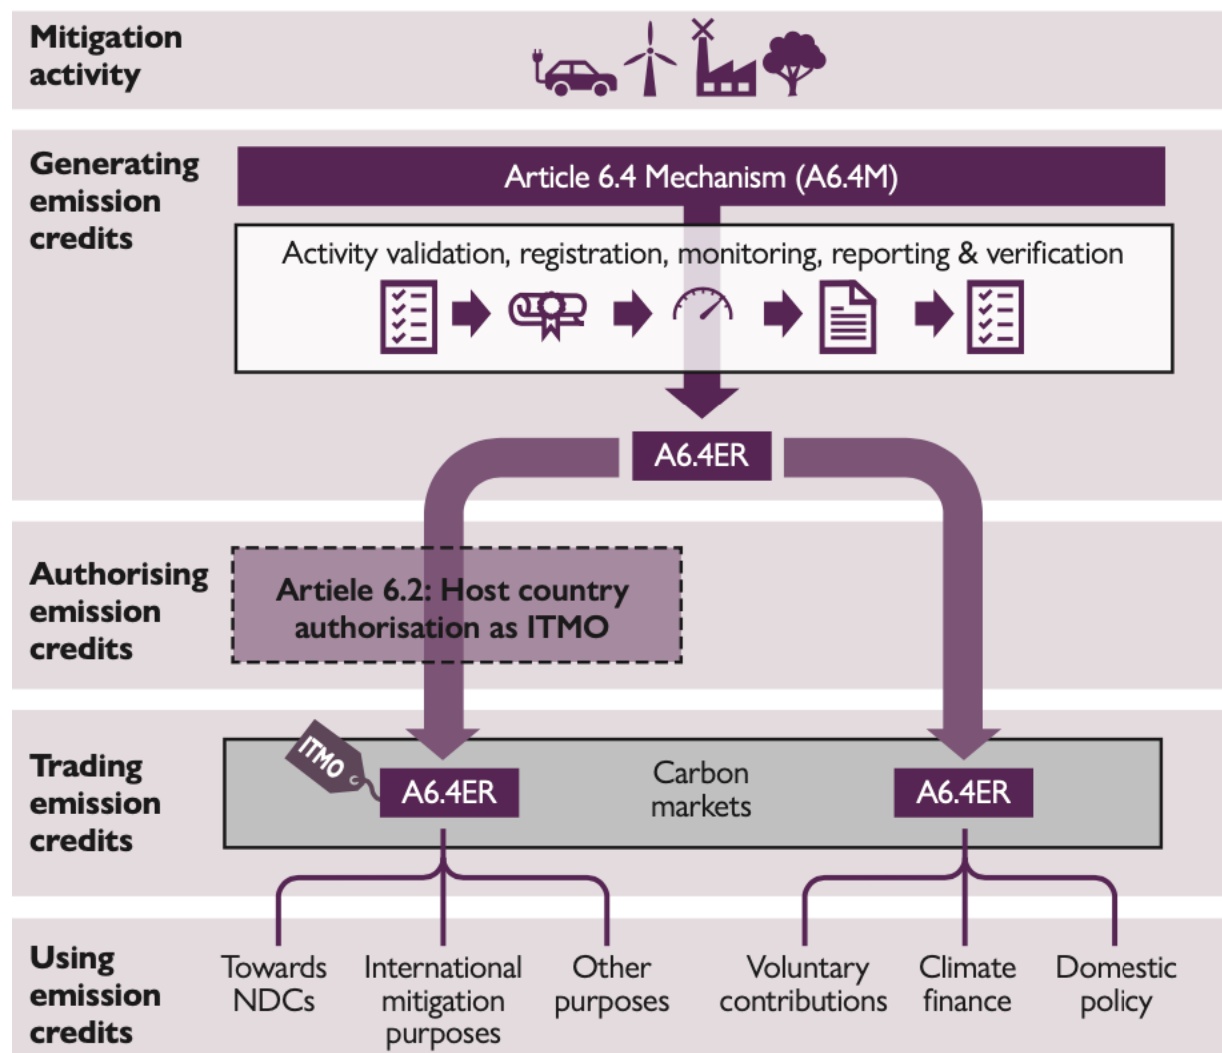 Mitigation
activity
Generating
emission
credits
Article 6.4 Mechanism (A6.4M)
Activity validation, registration, monitoring, reporting & verification
A6.4ER
Authorising
emission
credits
Artiele 6.2: Host country
authorisation as ITMO
Trading
emission
credits
ITMO
A6.4ER
Carbon
markets
A6.4ER
Using
emission
credits
Towards
NDCs
International
mitigation
purposes
Other
purposes
Voluntary
contributions
Climate
finance
Domestic
policy